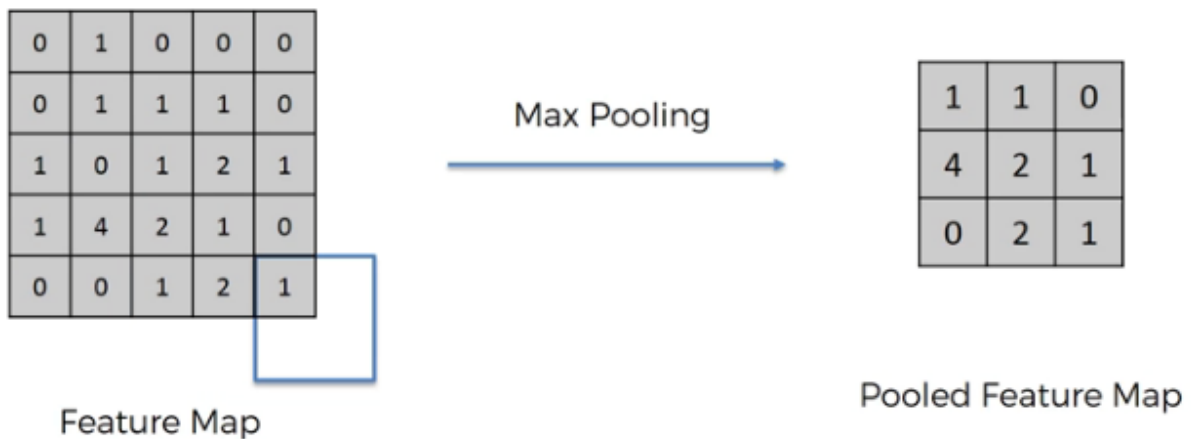 0 1 0 0 0
0 1 1 1 0
1 0 1 2 1
1 4 2 1 0
0 0 1 2 1
Feature Map
Max Pooling
1 1 0
4 2 1
0 2 1
Pooled Feature Map